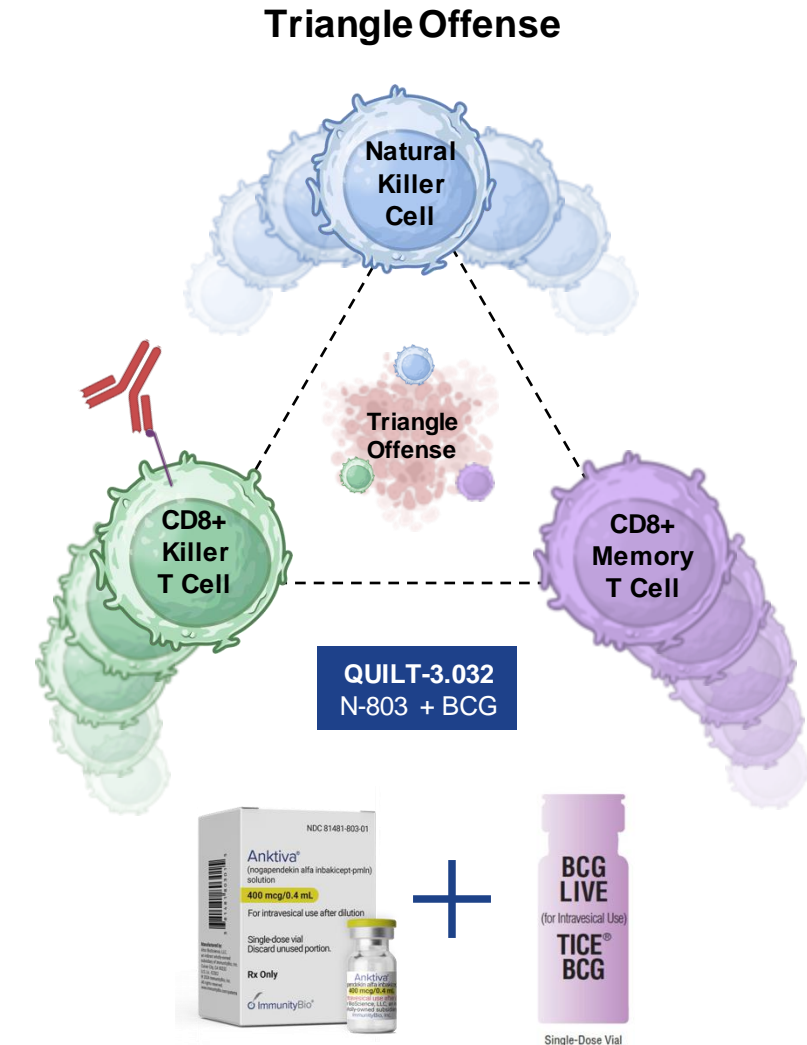 Triangle Offense
Natural
Killer
Cell
Triangle
Offense
CD8+
Killer
T Cell
CD8+
Memory
T Cell
QUILT-3.032
N-803 + BCG
NDC 81481-803-01
Anktiva®
(nogapendekin alfa inbakicept-pmln)
solution
400 mcg/0.4 mL
For intravesical use after dilution
Single-dose vial
Discard unused portion.
Rx Only
ImmunityBio®
Anktiva®
400 mcg/0.4 mL
BCG
LIVE
(for Intravesical Use)
TICE®
BCG
Single-Dose Vial